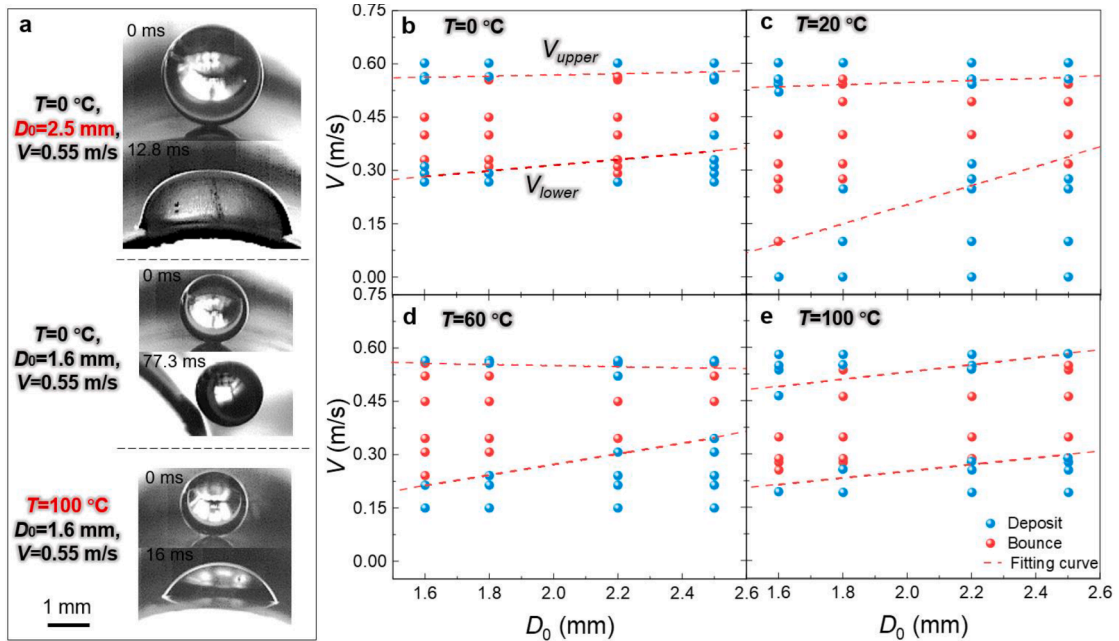 a
0 ms
T=0 °C,
D0=2.5 mm,
V=0.55 m/s
12.8 ms
0 ms
T=0 °C,
D0=1.6 mm,
V=0.55 m/s
77.3 ms
0 ms
T=100 °C
D0=1.6 mm,
V=0.55 m/s
16 ms
1 mm
b T=0 °C
V (m/s)
0.75
0.60
0.45
0.30
0.15
0.00
Vupper
Vlower
c T=20 °C
d T=60 °C
V (m/s)
0.75
0.60
0.45
0.30
0.15
0.00
1.6 1.8 2.0 2.2 2.4 2.6
D0 (mm)
e T=100 °C
Deposit
Bounce
Fitting curve
1.6 1.8 2.0 2.2 2.4 2.6
D0 (mm)